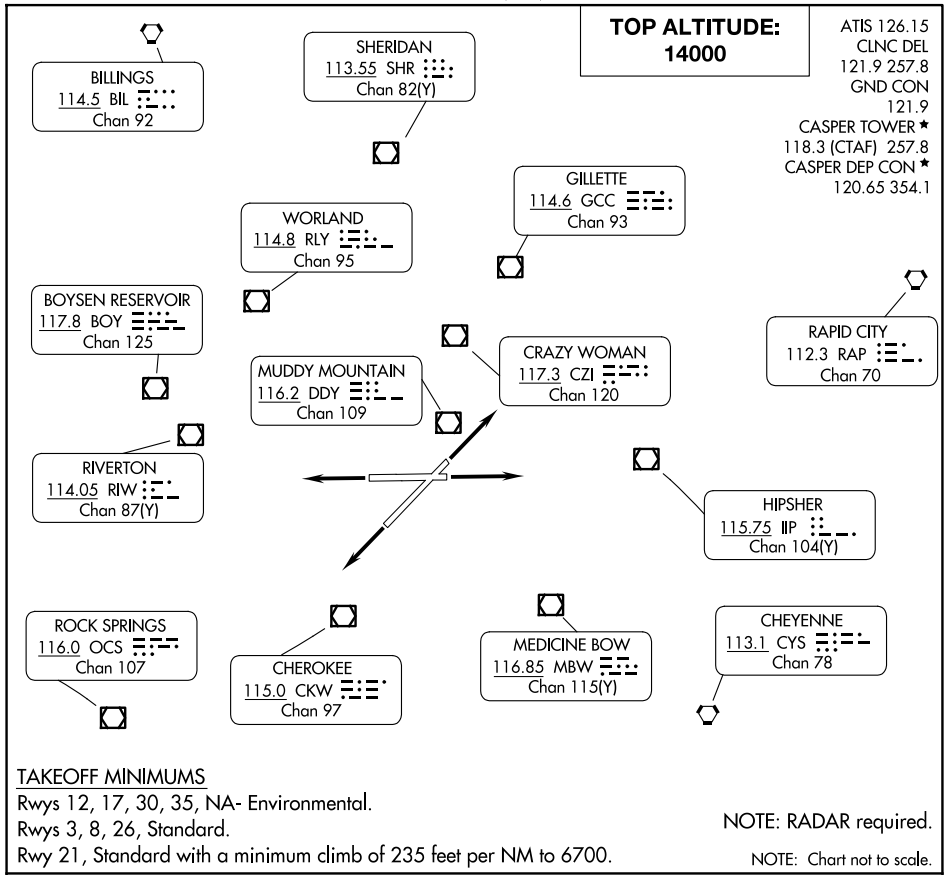 TOP ALTITUDE:
14000
ATIS 126.15
CLNC DEL
121.9 257.8
GND CON
121.9
CASPER TOWER ★
118.3 (CTAF) 257.8
CASPER DEP CON ★
120.65 354.1
BILLINGS
114.5 BIL
Chan 92
SHERIDAN
113.55 SHR
Chan 82(Y)
GILLETTE
114.6 GCC
Chan 93
WORLAND
114.8 RLY
Chan 95
BOYSEN RESERVOIR
117.8 BOY
Chan 125
RAPID CITY
112.3 RAP
Chan 70
CRAZY WOMAN
117.3 CZI
Chan 120
MUDDY MOUNTAIN
116.2 DDY
Chan 109
RIVERTON
114.05 RIW
Chan 87(Y)
HIPSHER
115.75 IIP
Chan 104(Y)
ROCK SPRINGS
116.0 OCS
Chan 107
CHEROKEE
115.0 CKW
Chan 97
MEDICINE BOW
116.85 MBW
Chan 115(Y)
CHEYENNE
113.1 CYS
Chan 78
TAKEOFF MINIMUMS
Rwys 12, 17, 30, 35, NA- Environmental.
Rwys 3, 8, 26, Standard.
Rwy 21, Standard with a minimum climb of 235 feet per NM to 6700.
NOTE: RADAR required.
NOTE: Chart not to scale.